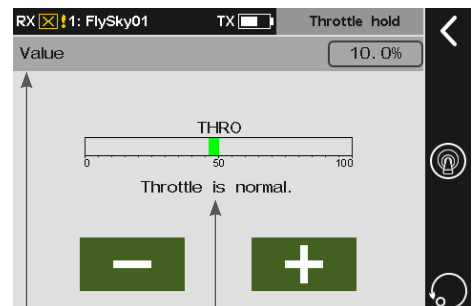 RX !1: FlySky01 TX Throttle hold
Value 10.0%
THRO
0 50 100
Throttle is normal.
− +